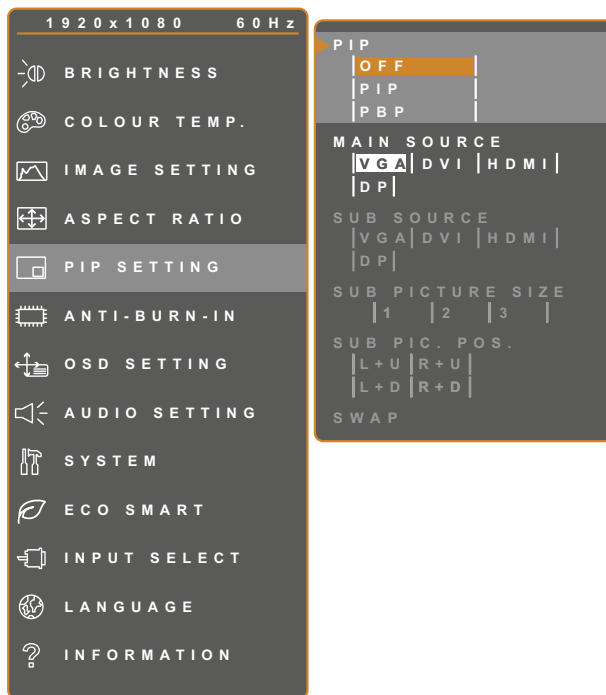 1920x1080 60Hz
BRIGHTNESS
COLOUR TEMP.
IMAGE SETTING
ASPECT RATIO
PIP SETTING
ANTI-BURN-IN
OSD SETTING
AUDIO SETTING
SYSTEM
ECO SMART
INPUT SELECT
LANGUAGE
INFORMATION
PIP
OFF
PIP
PBP
MAIN SOURCE
VGA DVI HDMI
DP
SUB SOURCE
VGA DVI HDMI
DP
SUB PICTURE SIZE
1 2 3
SUB PIC. POS.
L+U R+U
L+D R+D
SWAP